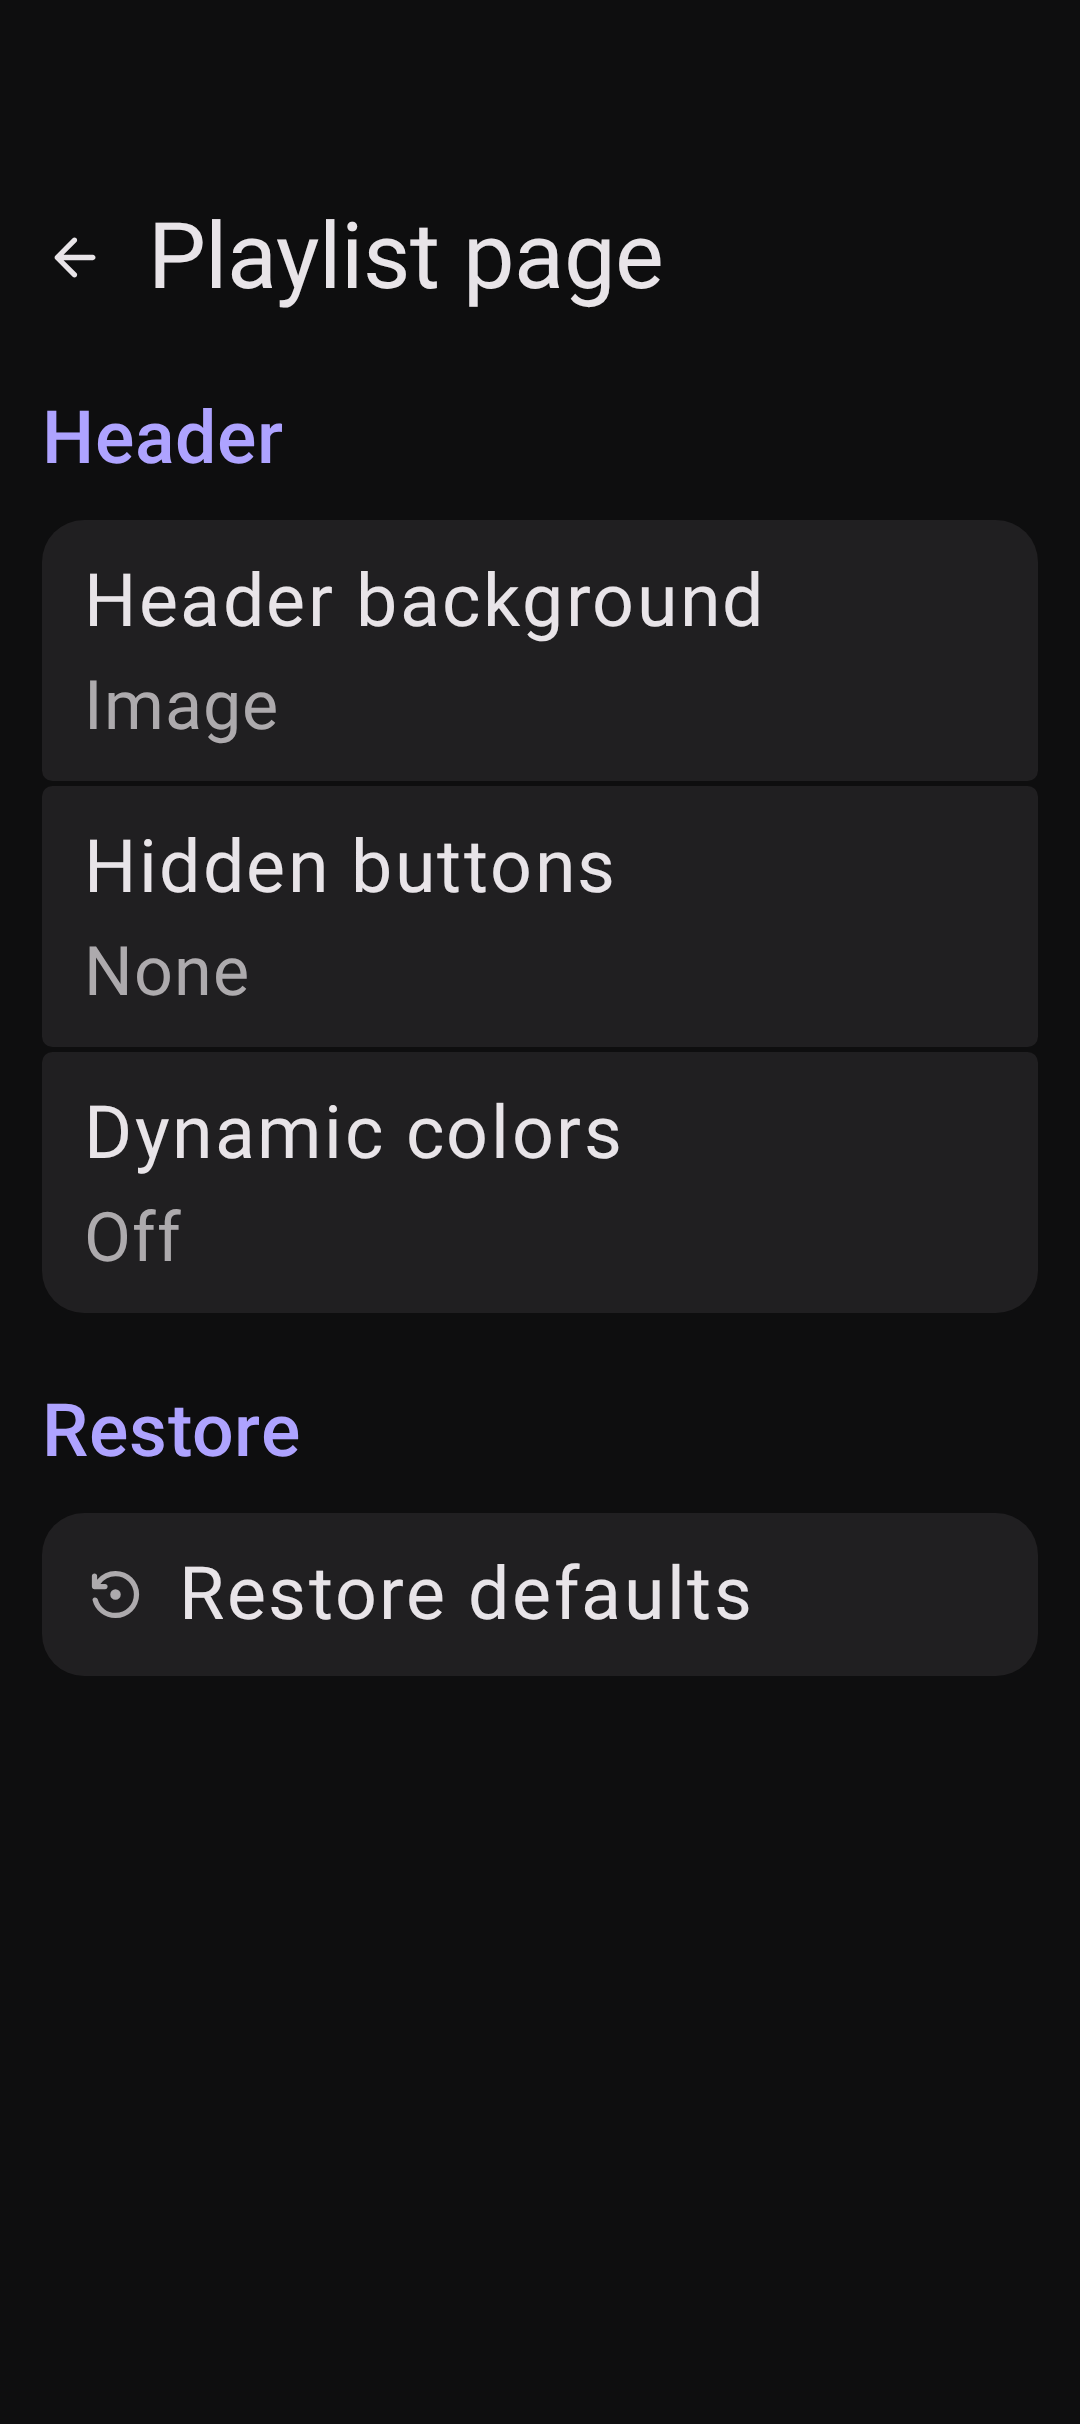 Playlist page
Header
Header background
Image
Hidden buttons
None
Dynamic colors
Off
Restore
Restore defaults